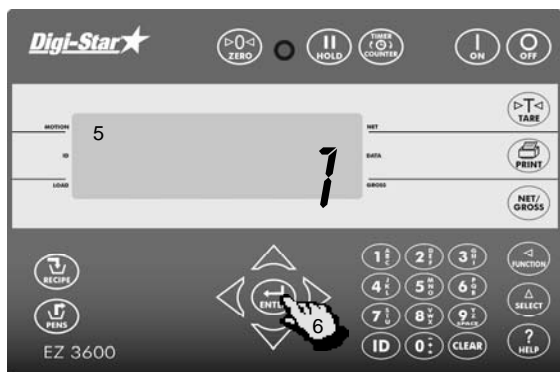 Digi-Star
▷0◁
ZERO
HOLD
TIMER
COUNTER
ON
OFF
MOTION
ID
LOAD
5
7
NET
DATA
GROSS
▷T◁
TARE
PRINT
NET/
GROSS
RECIPE
PENS
EZ 3600
6
1 A B C 2 D E F 3 G H I
4 J K L 5 M N O 6 P Q R
7 S T U 8 V W X 9 Y Z SPACE
ID 0 CLEAR
FUNCTION
SELECT
?
HELP